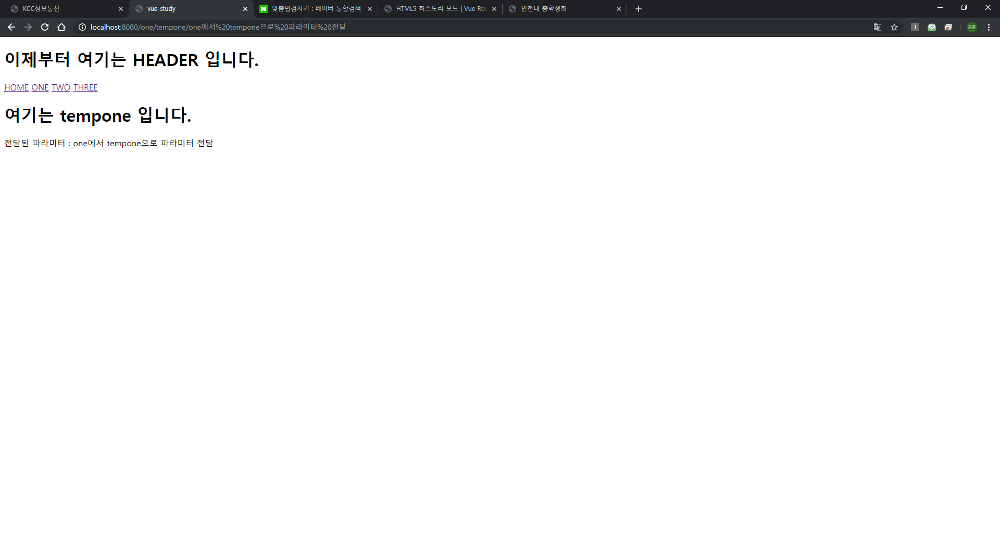 KCC정보통신
vue-study
맞춤법검사기 : 네이버 통합검색
HTML5 히스토리 모드 | Vue Rou
인천대 총학생회
localhost:8080/one/tempone/one에서%20tempone으로%20파라미터%20전달
광훈
이제부터 여기는 HEADER 입니다.
HOME ONE TWO THREE
여기는 tempone 입니다.
전달된 파라미터 : one에서 tempone으로 파라미터 전달